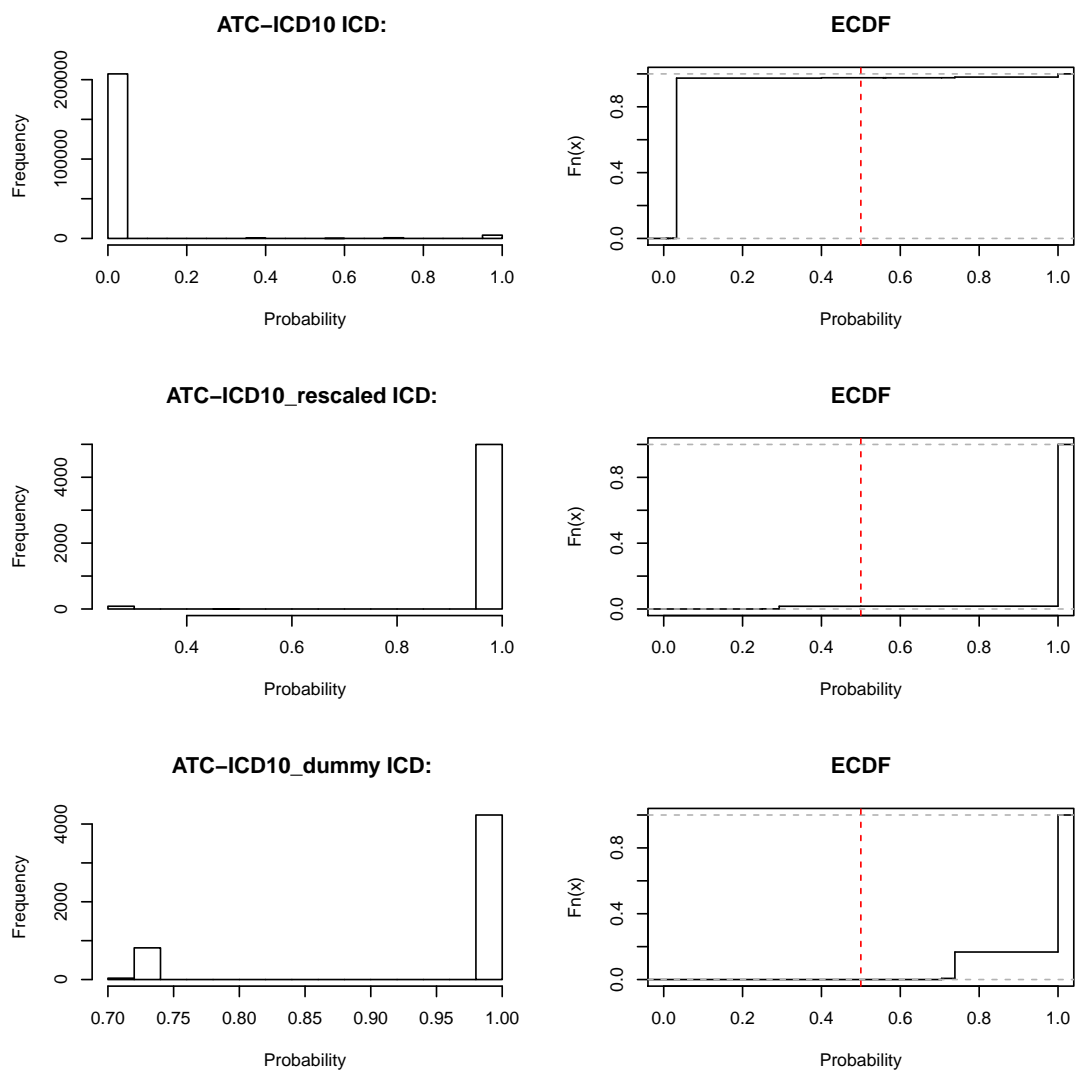 ATC−ICD10 ICD:
Frequency
0
100000
200000
0.0 0.2 0.4 0.6 0.8 1.0
Probability
ECDF
Fn(x)
0.0
0.4
0.8
0.0 0.2 0.4 0.6 0.8 1.0
Probability
ATC−ICD10_rescaled ICD:
Frequency
0
2000
4000
0.4 0.6 0.8 1.0
Probability
ECDF
Fn(x)
0.0
0.4
0.8
0.0 0.2 0.4 0.6 0.8 1.0
Probability
ATC−ICD10_dummy ICD:
Frequency
0
2000
4000
0.70 0.75 0.80 0.85 0.90 0.95 1.00
Probability
ECDF
Fn(x)
0.0
0.4
0.8
0.0 0.2 0.4 0.6 0.8 1.0
Probability